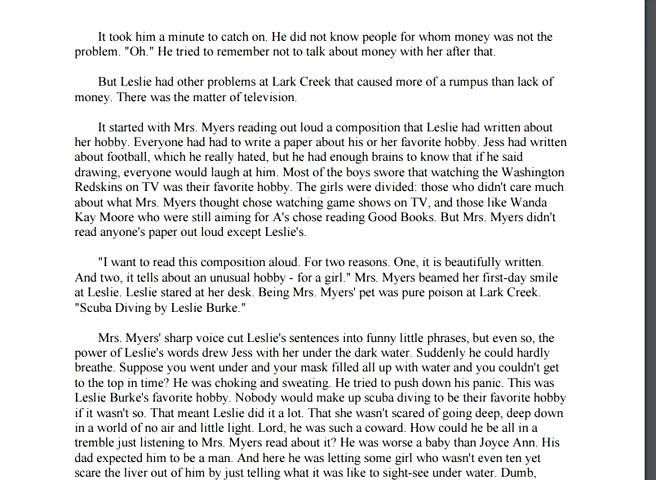 It took him a minute to catch on. He did not know people for whom money was not the
problem. "Oh." He tried to remember not to talk about money with her after that.
But Leslie had other problems at Lark Creek that caused more of a rumpus than lack of
money. There was the matter of television.
It started with Mrs. Myers reading out loud a composition that Leslie had written about
her hobby. Everyone had had to write a paper about his or her favorite hobby. Jess had written
about football, which he really hated, but he had enough brains to know that if he said
drawing, everyone would laugh at him. Most of the boys swore that watching the Washington
Redskins on TV was their favorite hobby. The girls were divided: those who didn't care much
about what Mrs. Myers thought chose watching game shows on TV, and those like Wanda
Kay Moore who were still aiming for A's chose reading Good Books. But Mrs. Myers didn't
read anyone's paper out loud except Leslie's.
"I want to read this composition aloud. For two reasons. One, it is beautifully written.
And two, it tells about an unusual hobby - for a girl." Mrs. Myers beamed her first-day smile
at Leslie. Leslie stared at her desk. Being Mrs. Myers' pet was pure poison at Lark Creek.
"Scuba Diving by Leslie Burke."
Mrs. Myers' sharp voice cut Leslie's sentences into funny little phrases, but even so, the
power of Leslie's words drew Jess with her under the dark water. Suddenly he could hardly
breathe. Suppose you went under and your mask filled all up with water and you couldn't get
to the top in time? He was choking and sweating. He tried to push down his panic. This was
Leslie Burke's favorite hobby. Nobody would make up scuba diving to be their favorite hobby
if it wasn't so. That meant Leslie did it a lot. That she wasn't scared of going deep, deep down
in a world of no air and little light. Lord, he was such a coward. How could he be all in a
tremble just listening to Mrs. Myers read about it? He was worse a baby than Joyce Ann. His
dad expected him to be a man. And here he was letting some girl who wasn't even ten yet
scare the liver out of him by just telling what it was like to sight-see under water. Dumb,